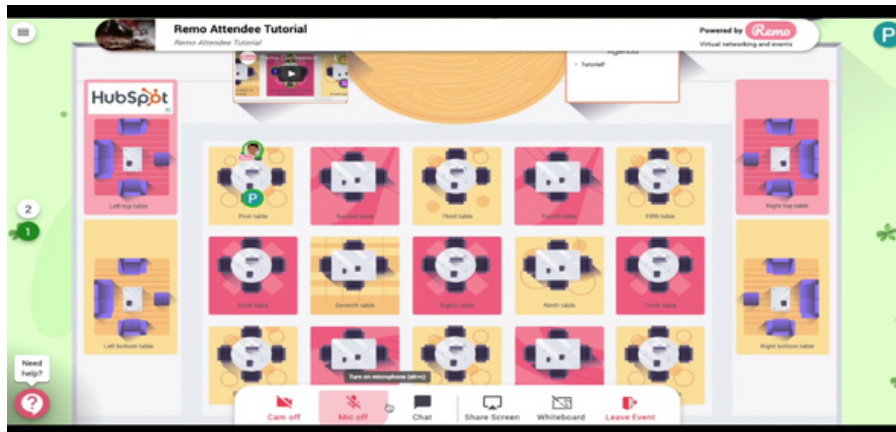 Remo Attendee Tutorial
Remo Attendee Tutorial
Powered by Remo
Virtual networking and events
P
Tutorial!
HubSpot
Left top table
First table
P
Second table
Third table
Fourth table
Fifth table
Right top table
2
1
Sixth table
Seventh table
Eighth table
Ninth table
Tenth table
Left bottom table
Right bottom table
Need
help?
?
Turn on microphone
Cam off
Mic off
Chat
Share Screen
Whiteboard
Leave Event